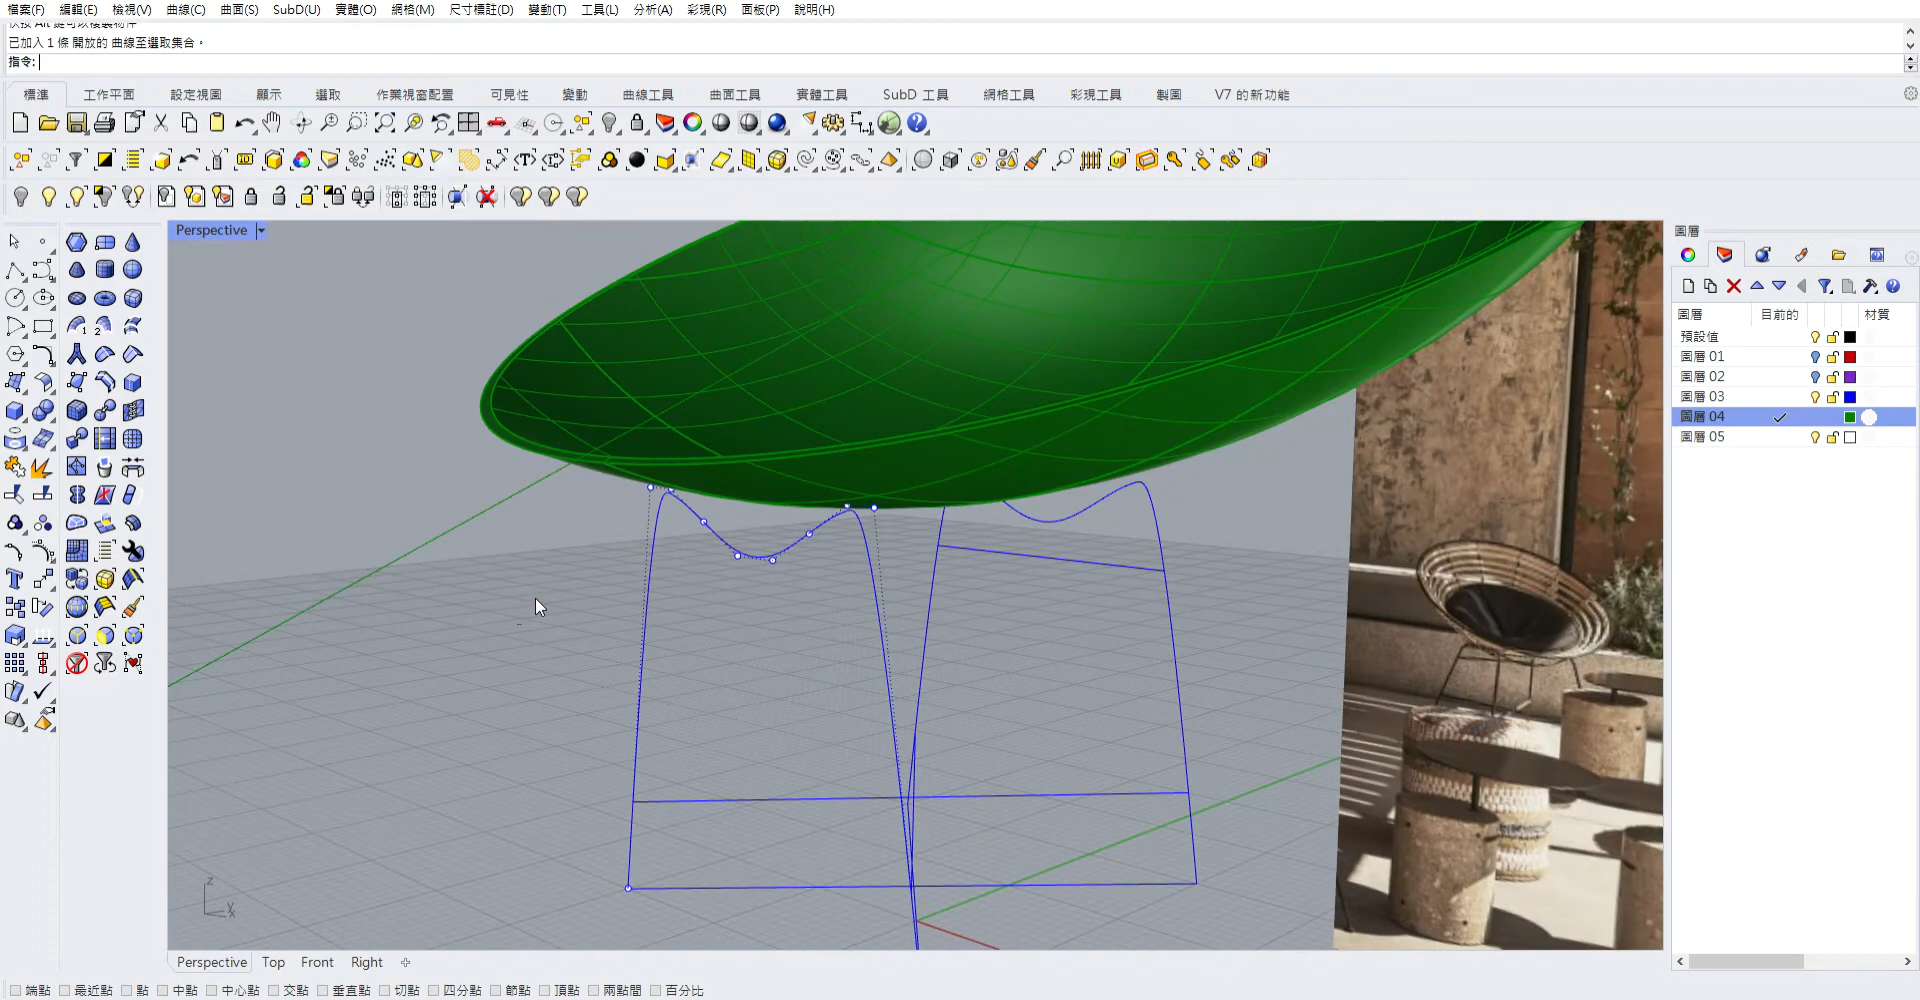 檔案(F) 編輯(E) 檢視(V) 曲線(C) 曲面(S) SubD(U) 實體(O) 網格(M) 尺寸標註(D) 變動(T) 工具(L) 分析(A) 彩現(R) 面板(P) 說明(H)
已加入 1 條 開放的 曲線至選取集合。
指令:
標準 工作平面 設定視圖 顯示 選取 作業視窗配置 可見性 變動 曲線工具 曲面工具 實體工具 SubD 工具 網格工具 彩現工具 製圖 V7 的新功能
Perspective
圖層
圖層 目前的 材質
預設值
圖層 01
圖層 02
圖層 03
圖層 04
圖層 05
z
y
x
Perspective Top Front Right
端點 最近點 點 中點 中心點 交點 垂直點 切點 四分點 節點 頂點 兩點間 百分比